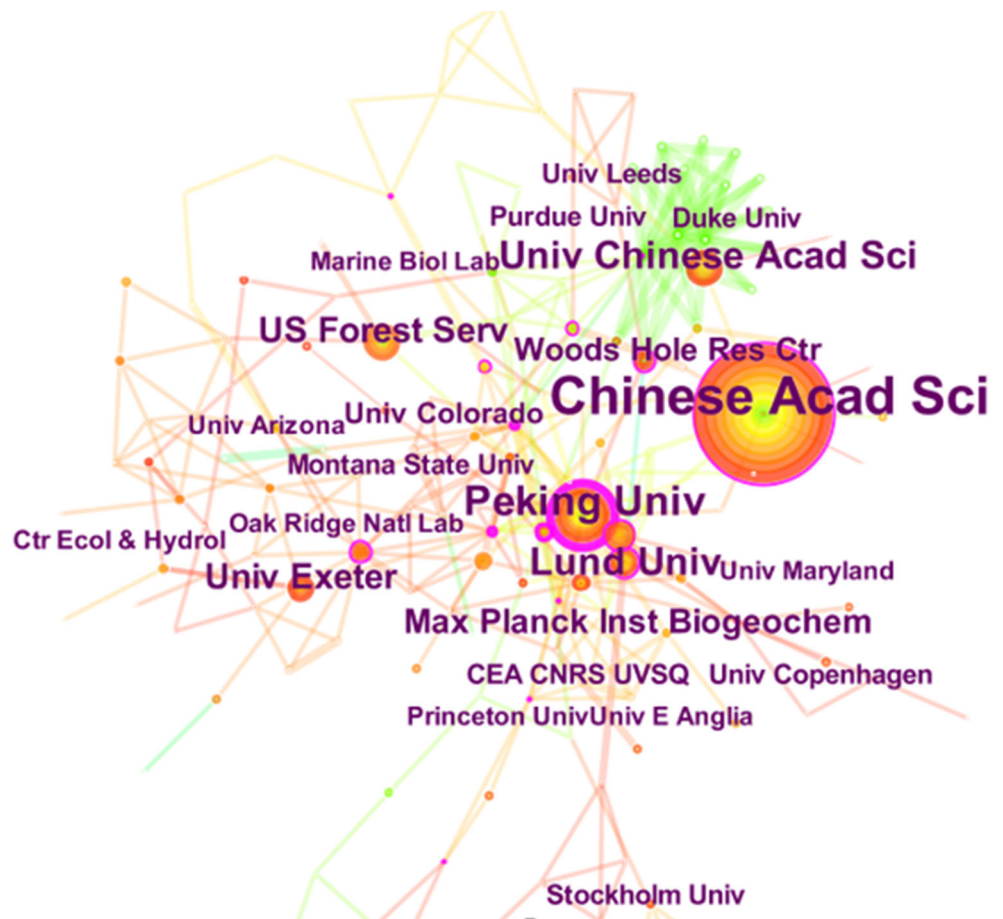 Univ Leeds
Purdue Univ Duke Univ
Marine Biol Lab Univ Chinese Acad Sci
US Forest Serv
Woods Hole Res Ctr
Chinese Acad Sci
Univ Arizona Univ Colorado
Montana State Univ
Peking Univ
Ctr Ecol & Hydrol Oak Ridge Natl Lab
Lund Univ Univ Maryland
Univ Exeter
Max Planck Inst Biogeochem
CEA CNRS UVSQ Univ Copenhagen
Princeton Univ Univ E Anglia
Stockholm Univ